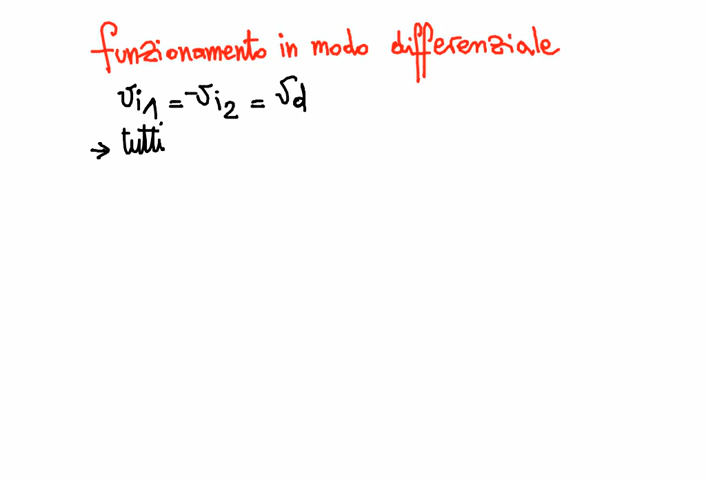 funzionamento in modo differenziale
vi1 = -vi2 = vd
→ tutti